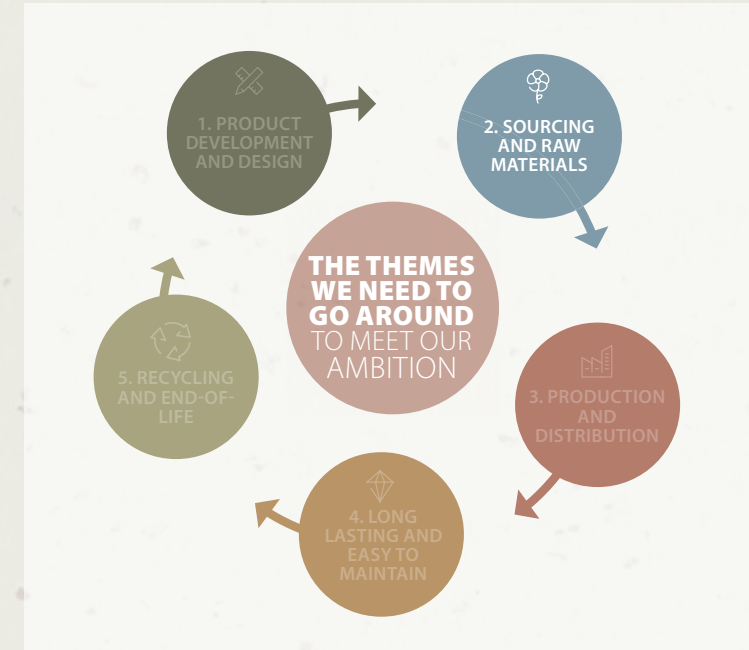 1. PRODUCT
DEVELOPMENT
AND DESIGN
2. SOURCING
AND RAW
MATERIALS
THE THEMES
WE NEED TO
GO AROUND
TO MEET OUR
AMBITION
3. PRODUCTION
AND
DISTRIBUTION
4. LONG
LASTING AND
EASY TO
MAINTAIN
5. RECYCLING
AND END-OF-
LIFE